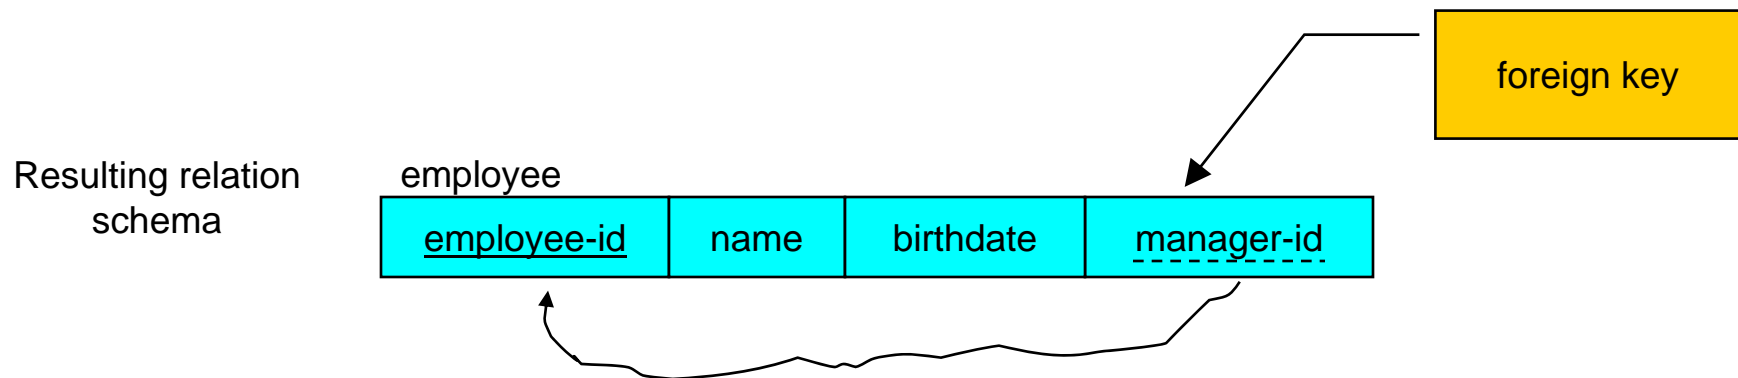 foreign key
Resulting relation
schema
employee
employee-id name birthdate manager-id